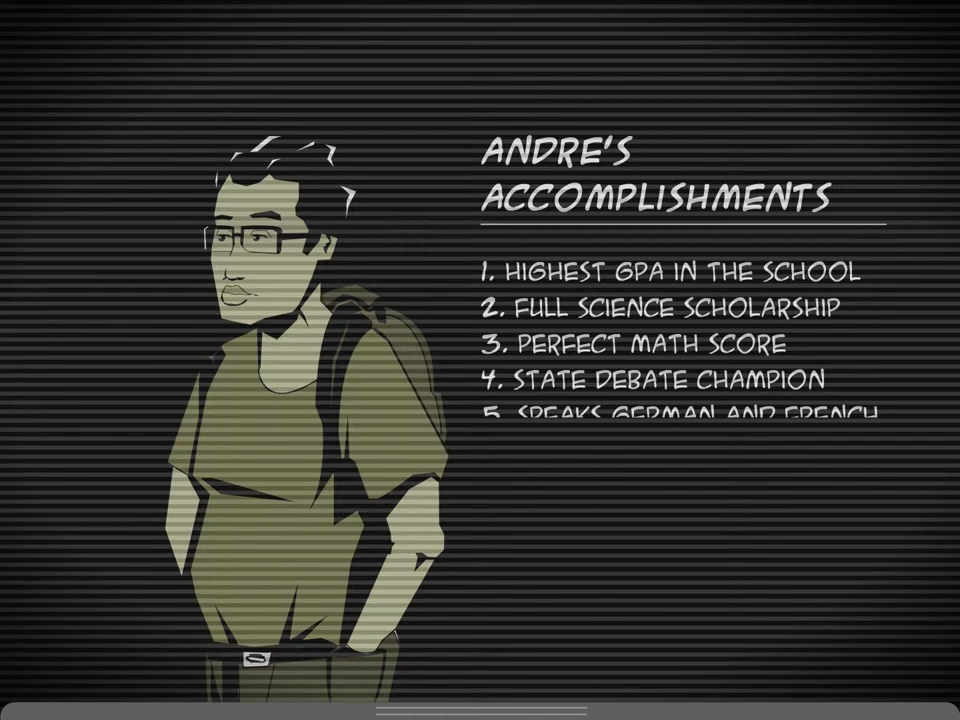 ANDRE'S
ACCOMPLISHMENTS
1. HIGHEST GPA IN THE SCHOOL
2. FULL SCIENCE SCHOLARSHIP
3. PERFECT MATH SCORE
4. STATE DEBATE CHAMPION
5. SPEAKS GERMAN AND FRENCH